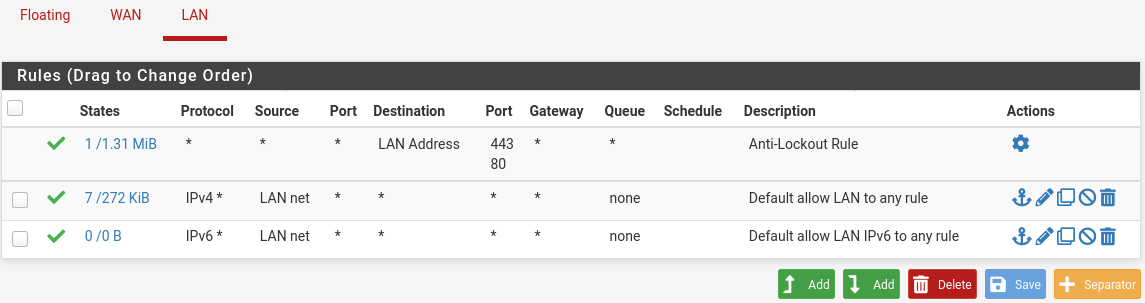 Floating WAN LAN
Rules (Drag to Change Order)
States Protocol Source Port Destination Port Gateway Queue Schedule Description Actions
1 /1.31 MiB * * * LAN Address 443 * * Anti-Lockout Rule
80
7 /272 KiB IPv4 * LAN net * * * * none Default allow LAN to any rule
0 /0 B IPv6 * LAN net * * * * none Default allow LAN IPv6 to any rule
Add Add Delete Save Separator